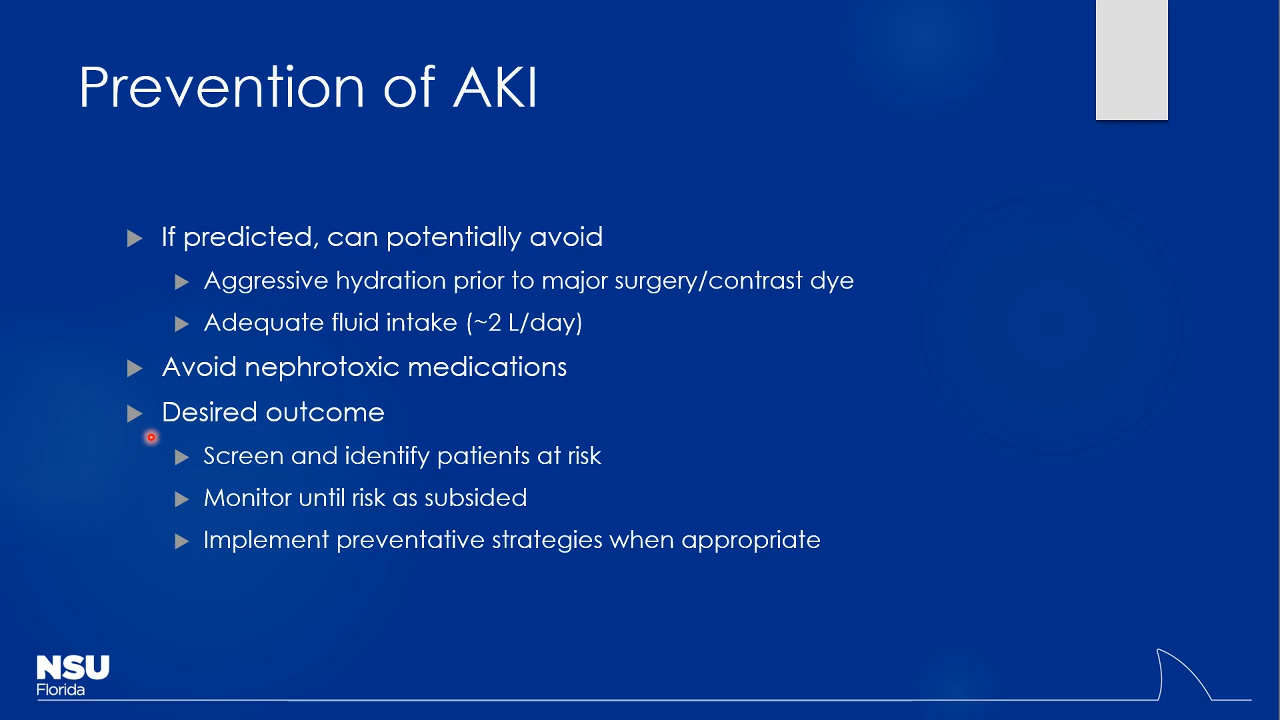 Prevention of AKI
If predicted, can potentially avoid
Aggressive hydration prior to major surgery/contrast dye
Adequate fluid intake (~2 L/day)
Avoid nephrotoxic medications
Desired outcome
Screen and identify patients at risk
Monitor until risk as subsided
Implement preventative strategies when appropriate
NSU
Florida